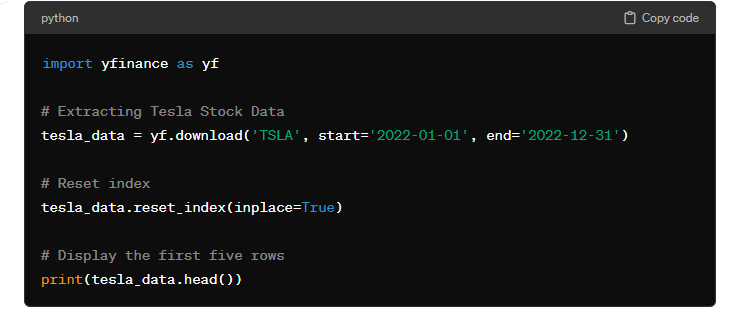 python
Copy code
import yfinance as yf
# Extracting Tesla Stock Data
tesla_data = yf.download('TSLA', start='2022-01-01', end='2022-12-31')
# Reset index
tesla_data.reset_index(inplace=True)
# Display the first five rows
print(tesla_data.head())